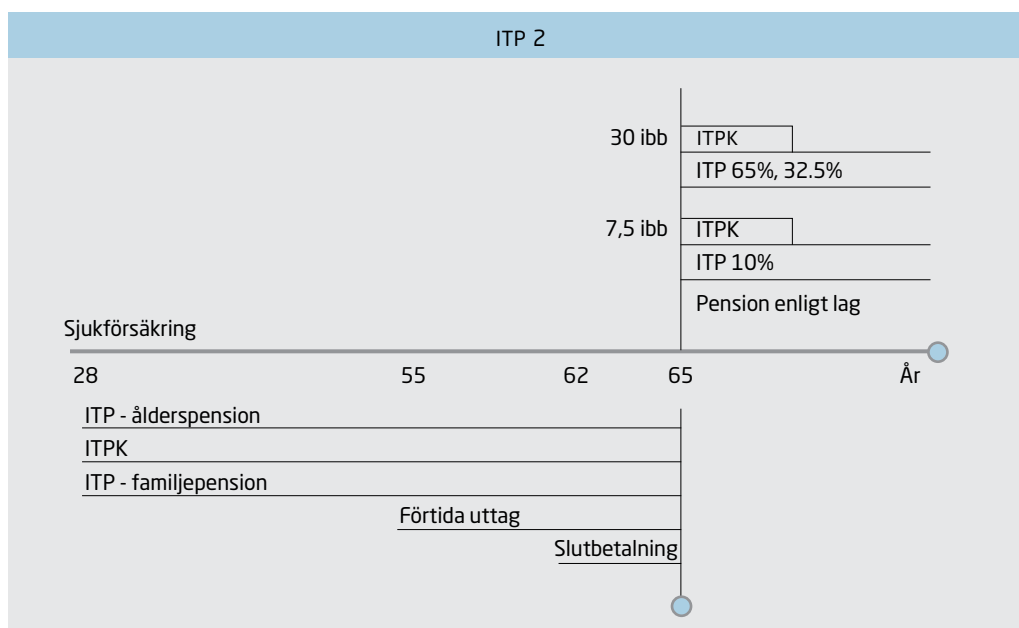 ITP 2
30 ibb
ITPK
ITP 65%, 32.5%
7,5 ibb
ITPK
ITP 10%
Pension enligt lag
Sjukförsäkring
28 55 62 65 År
ITP - ålderspension
ITPK
ITP - familjepension
Förtida uttag
Slutbetalning